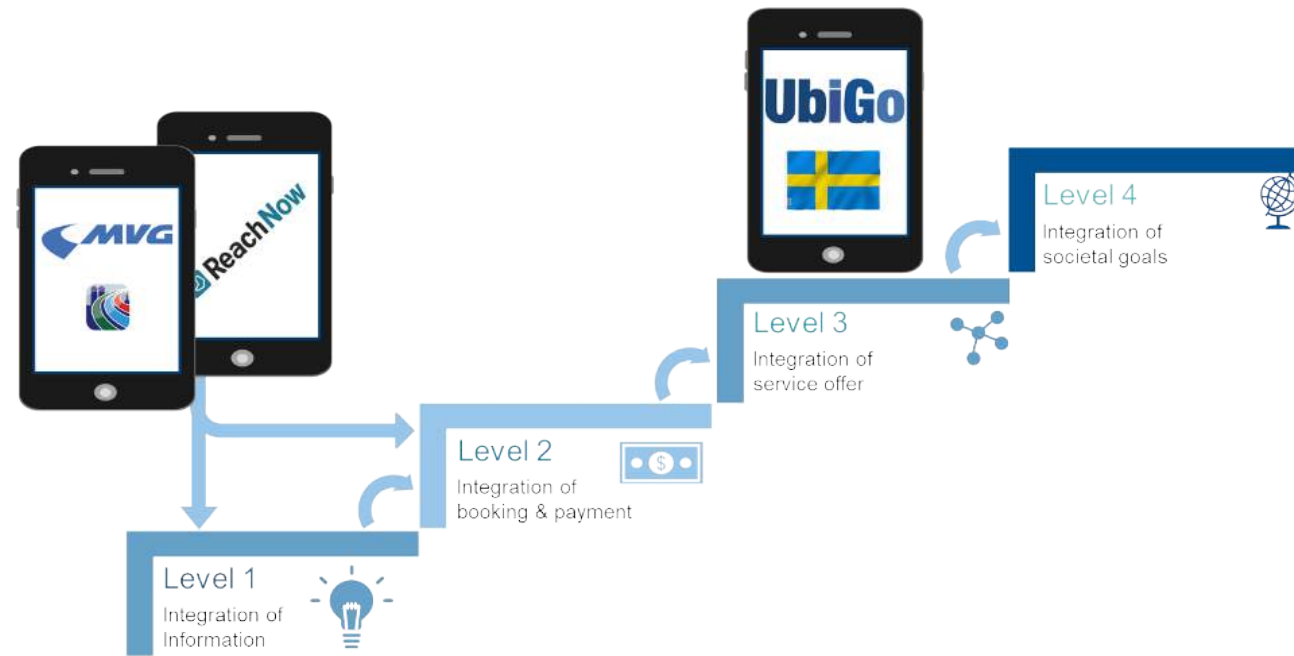 MVG
ReachNow
UbiGo
Level 1
Integration of
Information
Level 2
Integration of
booking & payment
$
Level 3
Integration of
service offer
Level 4
Integration of
societal goals